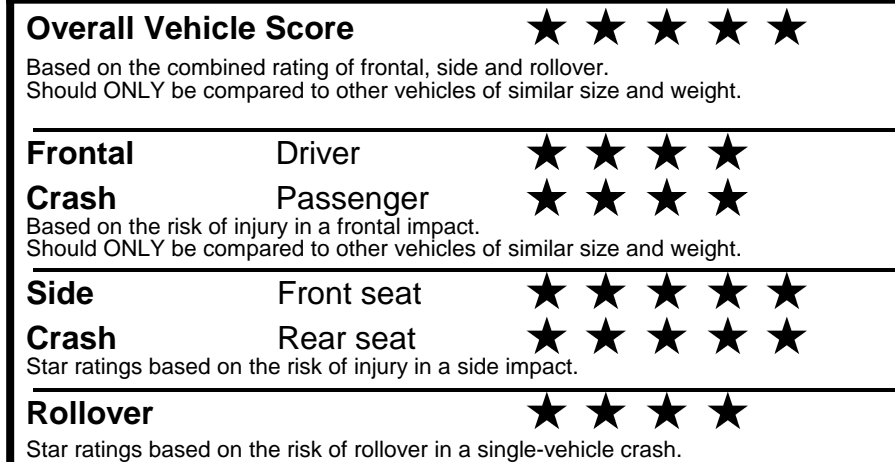 Overall Vehicle Score ★ ★ ★ ★ ★
Based on the combined rating of frontal, side and rollover.
Should ONLY be compared to other vehicles of similar size and weight.
Frontal Driver ★ ★ ★ ★
Crash Passenger ★ ★ ★ ★
Based on the risk of injury in a frontal impact.
Should ONLY be compared to other vehicles of similar size and weight.
Side Front seat ★ ★ ★ ★ ★
Crash Rear seat ★ ★ ★ ★ ★
Star ratings based on the risk of injury in a side impact.
Rollover ★ ★ ★ ★
Star ratings based on the risk of rollover in a single-vehicle crash.